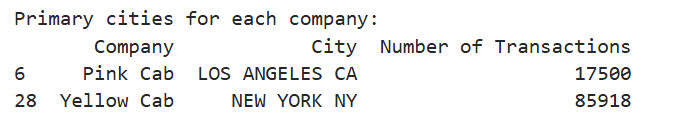 Primary cities for each company:
Company City Number of Transactions
6 Pink Cab LOS ANGELES CA 17500
28 Yellow Cab NEW YORK NY 85918